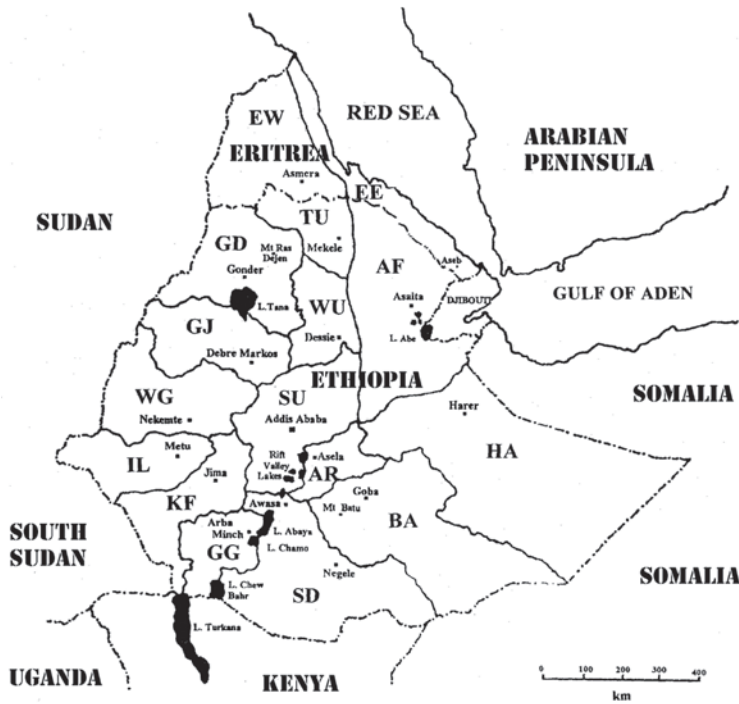 EW
RED SEA
ARABIAN
PENINSULA
ERITREA
Asmera
EE
SUDAN
TU
GD
Mt Ras
Dejen
Mekele
AF
Aseb
Gonder
Asaita
DJIBOUTI
GULF OF ADEN
WU
L. Tana
GJ
Dessie
L. Abe
Debre Markos
ETHIOPIA
SOMALIA
WG
SU
Nekemte
Addis Ababa
Harer
HA
IL
Metu
Rift
Valley
Lakes
Asela
AR
Jima
KF
Goba
Awasa
Mt Batu
BA
SOUTH
SUDAN
Arba
Minch
L. Abaya
L. Chamo
GG
SOMALIA
Negele
SD
L. Chew
Bahr
L. Turkana
UGANDA
KENYA
0 100 200 300 400
km